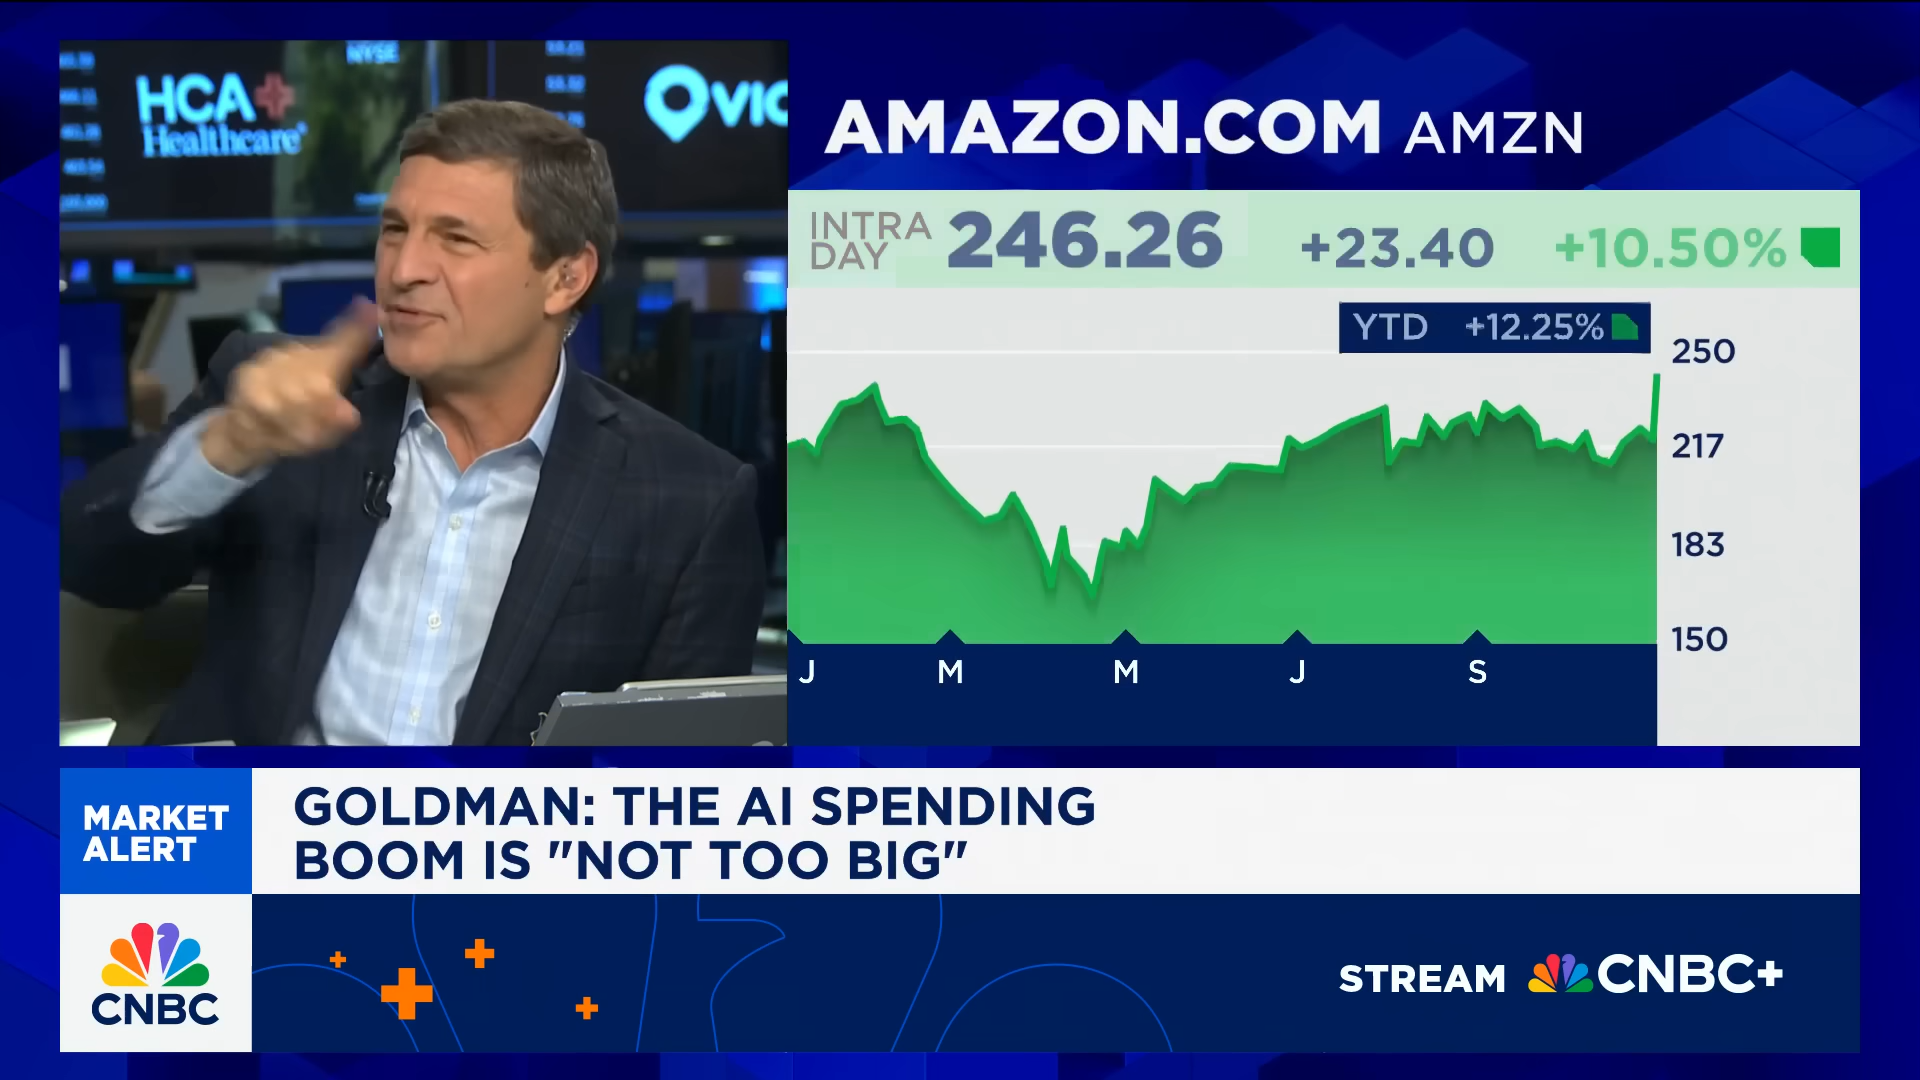 NYSE
HCA
Healthcare
VIC
AMAZON.COM AMZN
INTRA
DAY
246.26 +23.40 +10.50%
YTD +12.25%
250
217
183
150
J M M J S
MARKET
ALERT
GOLDMAN: THE AI SPENDING
BOOM IS "NOT TOO BIG"
CNBC
STREAM CNBC+